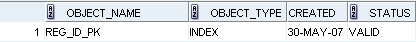 OBJECT_NAME OBJECT_TYPE CREATED STATUS
1 REG_ID_PK INDEX 30-MAY-07 VALID